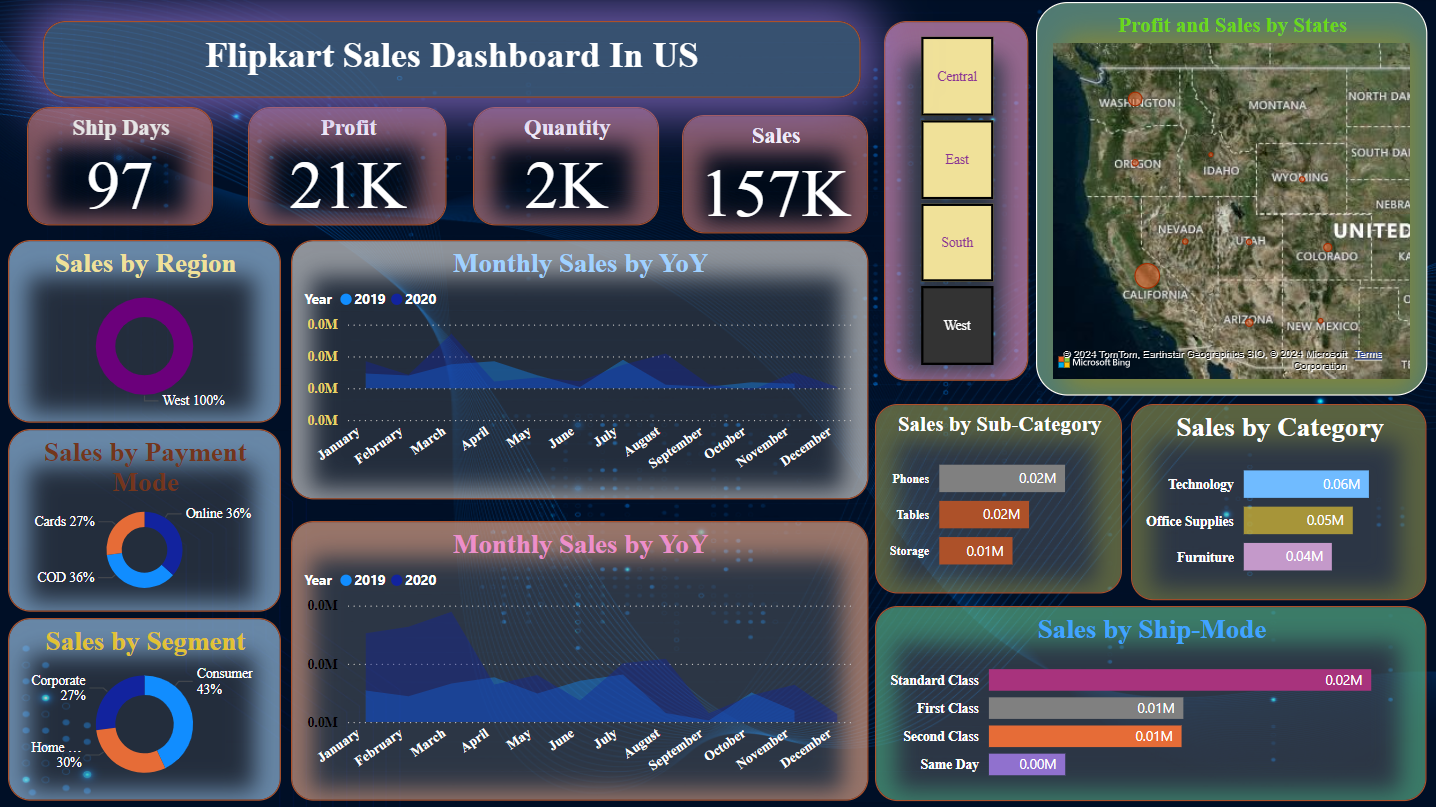 Flipkart Sales Dashboard In US
Ship Days
97
Profit
21K
Quantity
2K
Sales
157K
Central
East
South
West
Profit and Sales by States
WASHINGTON
MONTANA
NORTH DAK
OREGON
IDAHO
WYOMING
SOUTH DA
NEBRA
NEVADA
UTAH
UNITED
COLORADO
KA
CALIFORNIA
O
ARIZONA
NEW MEXICO
TE
© 2024 TomTom, Earthstar Geographics SIO, © 2024 Microsoft Corporation Terms
Microsoft Bing
Sales by Region
West 100%
Sales by Payment
Mode
Cards 27%
Online 36%
COD 36%
Sales by Segment
Corporate
27%
Consumer
43%
Home ...
30%
Monthly Sales by YoY
Year 2019 2020
0.0M
0.0M
0.0M
0.0M
January February March April May June July August September October November December
Monthly Sales by YoY
Year 2019 2020
0.0M
0.0M
0.0M
January February March April May June July August September October November December
Sales by Sub-Category
Phones 0.02M
Tables 0.02M
Storage 0.01M
Sales by Category
Technology 0.06M
Office Supplies 0.05M
Furniture 0.04M
Sales by Ship-Mode
Standard Class 0.02M
First Class 0.01M
Second Class 0.01M
Same Day 0.00M